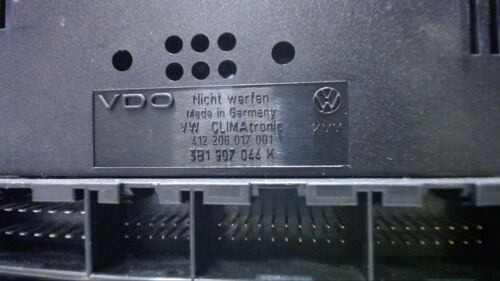 VDO
Nicht werfen
Made in Germany
VW CLIMAtronic
412 206 017 001
3B1 907 044 K